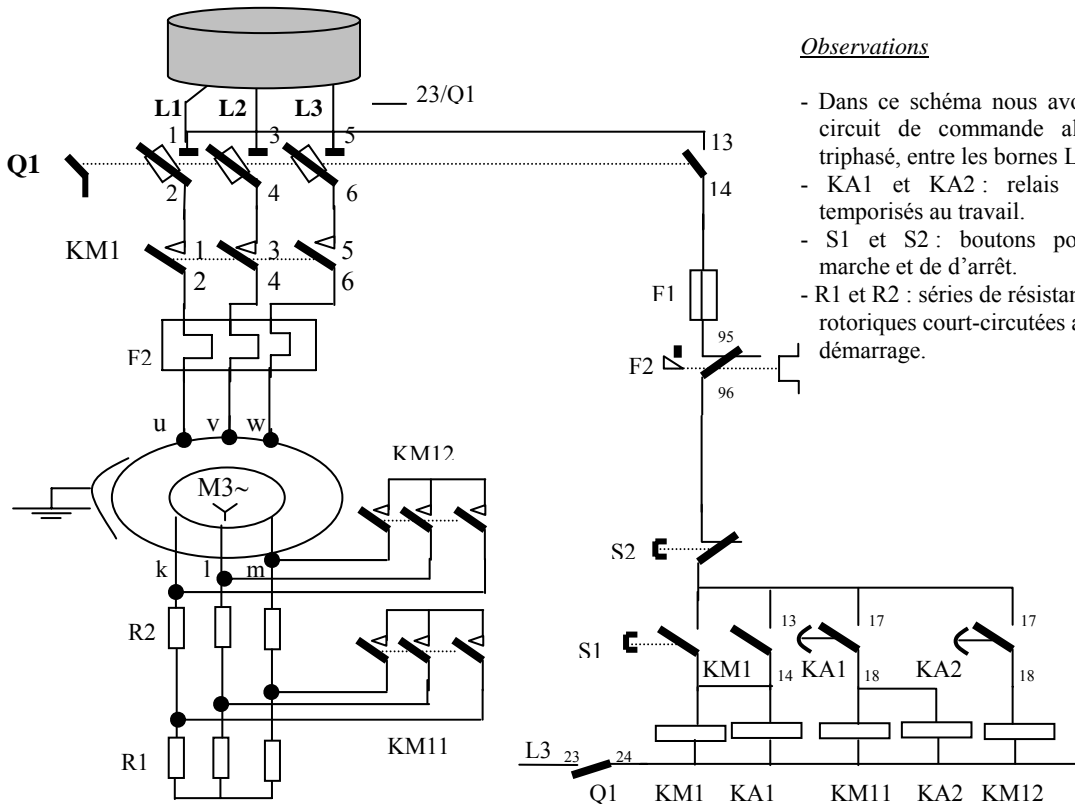 Observations
L1 L2 L3
23/Q1
1 3 5
Q1
2 4 6
13
14
KM1
1 3 5
2 4 6
F1
F2
95
F2
96
u v w
M3~
KM12
k l m
R2
R1
KM11
S2
S1
KM1
13
14
KA1
17
18
KA2
17
18
L3 23 24
Q1 KM1 KA1 KM11 KA2 KM12
- Dans ce schéma nous avo
circuit de commande al
triphasé, entre les bornes L
- KA1 et KA2 : relais
temporisés au travail.
- S1 et S2 : boutons po
marche et de d’arrêt.
- R1 et R2 : séries de résistan
rotoriques court-circutées a
démarrage.